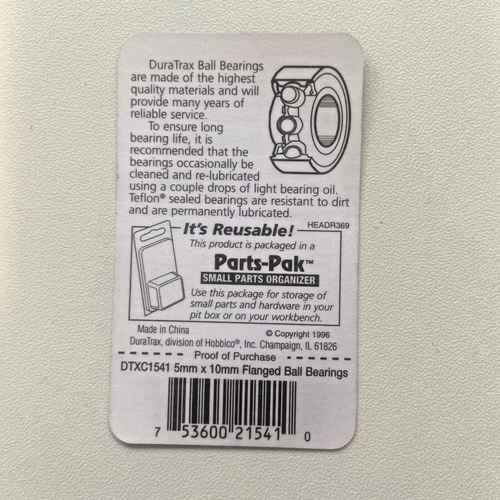 DuraTrax Ball Bearings
are made of the highest
quality materials and will
provide many years of
reliable service.
To ensure long
bearing life, it is
recommended that the
bearings occasionally be
cleaned and re-lubricated
using a couple drops of light bearing oil.
Teflon® sealed bearings are resistant to dirt
and are permanently lubricated.
HEADR369
It's Reusable!
This product is packaged in a
Parts-Pak™
SMALL PARTS ORGANIZER
Use this package for storage of
small parts and hardware in your
pit box or on your workbench.
Made in China
© Copyright 1996
DuraTrax, division of Hobbico®, Inc. Champaign, IL 61826
Proof of Purchase
DTXC1541 5mm x 10mm Flanged Ball Bearings
7 53600 21541 0